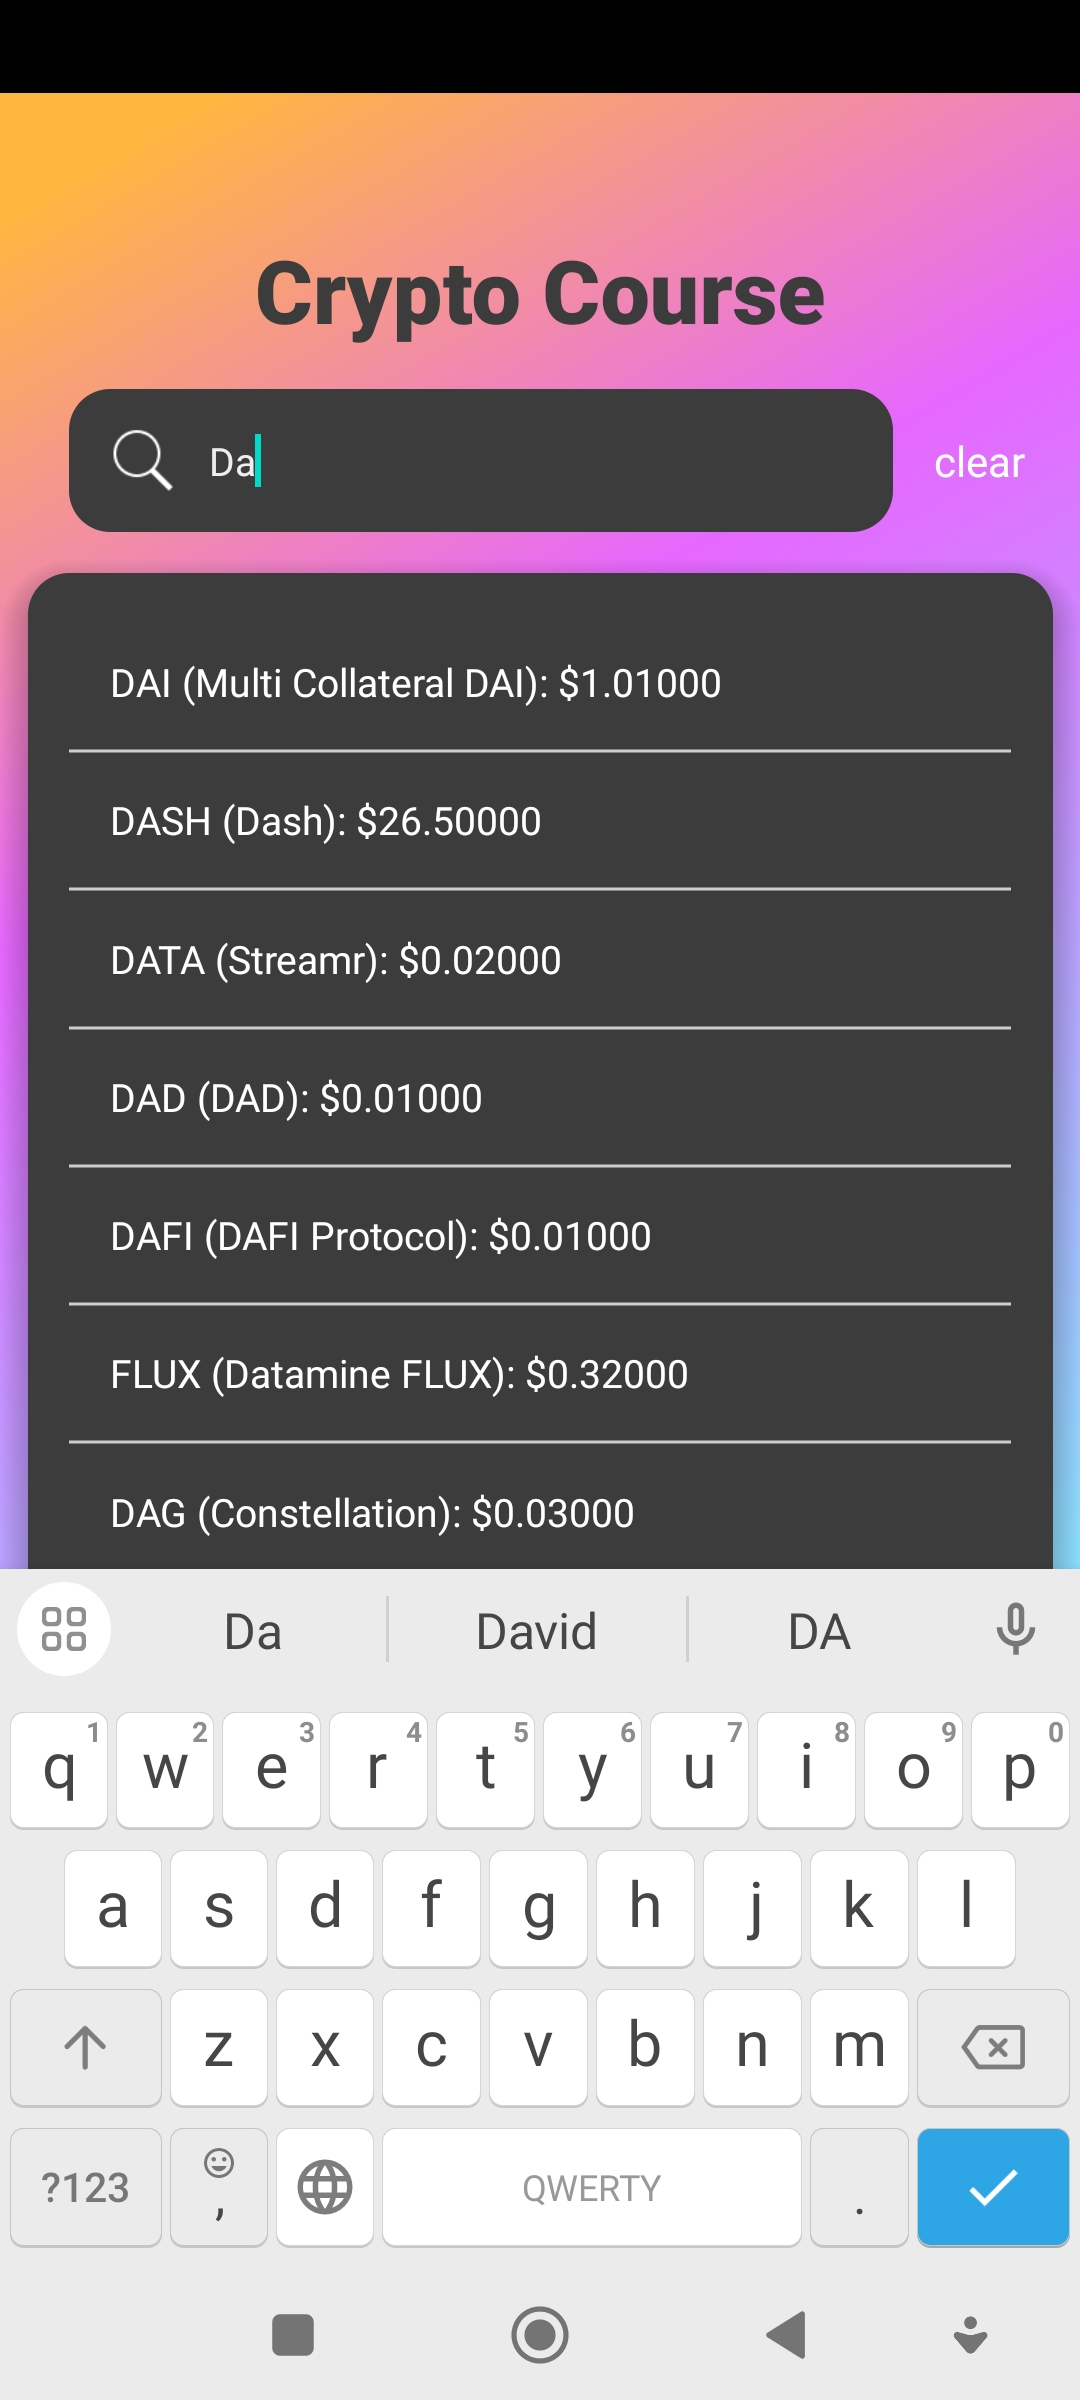 Crypto Course
Da
clear
DAI (Multi Collateral DAI): $1.01000
DASH (Dash): $26.50000
DATA (Streamr): $0.02000
DAD (DAD): $0.01000
DAFI (DAFI Protocol): $0.01000
FLUX (Datamine FLUX): $0.32000
DAG (Constellation): $0.03000
Da David DA
1 2 3 4 5 6 7 8 9 0
q w e r t y u i o p
a s d f g h j k l
z x c v b n m
?123 , QWERTY .